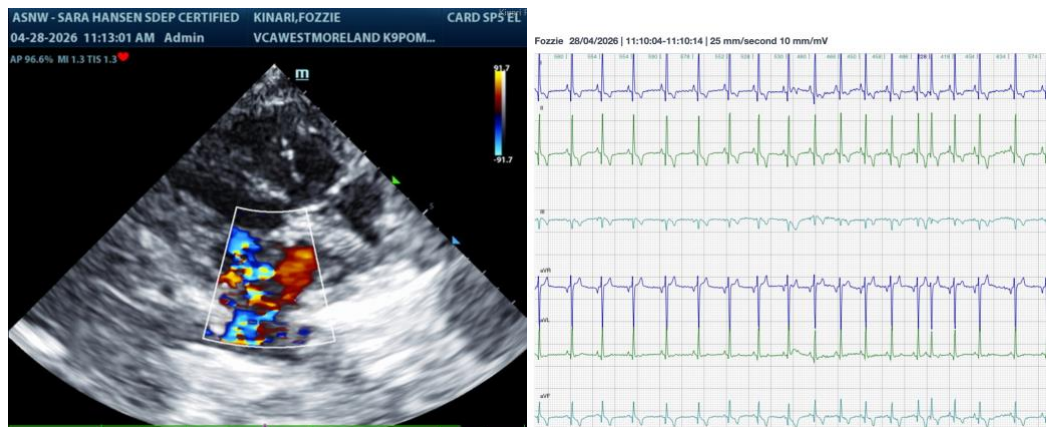 ASNW - SARA HANSEN SDEP CERTIFIED KINARI,FOZZIE CARD SP5 EL
04-28-2026 11:13:01 AM Admin VCAWESTMORELAND K9POM...
AP 96.6% MI 1.3 TIS 1.3
m
91.7
-91.7
5
Fozzie 28/04/2026 | 11:10:04-11:10:14 | 25 mm/second 10 mm/mV
I
II
III
aVR
aVL
aVF